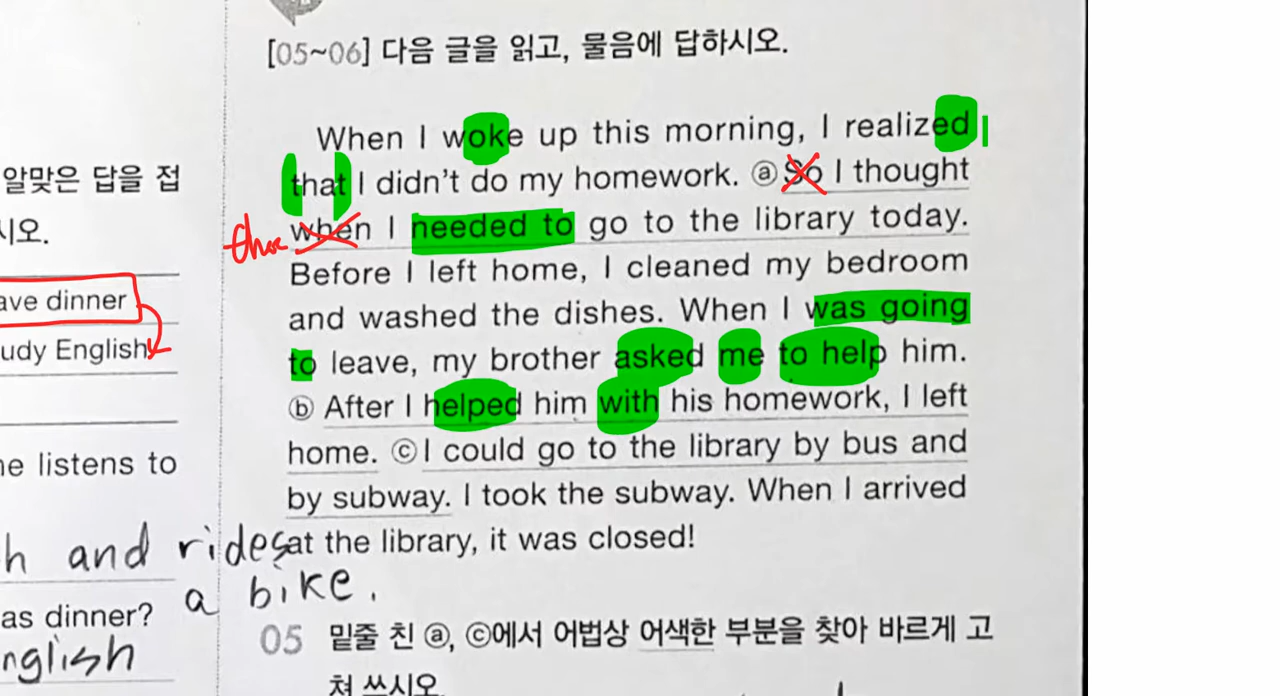 [05~06] 다음 글을 읽고, 물음에 답하시오.
When I woke up this morning, I realized
that I didn't do my homework. ⓐ So I thought
when I needed to go to the library today.
Before I left home, I cleaned my bedroom
and washed the dishes. When I was going
to leave, my brother asked me to help him.
ⓑ After I helped him with his homework, I left
home. ⓒ I could go to the library by bus and
by subway. I took the subway. When I arrived
at the library, it was closed!
05 밑줄 친 ⓐ, ⓒ에서 어법상 어색한 부분을 찾아 바르게 고
쳐 쓰시오.
알맞은 답을 접
시오.
ave dinner
udy English
he listens to
h and rides
a bike.
as dinner?
nglish